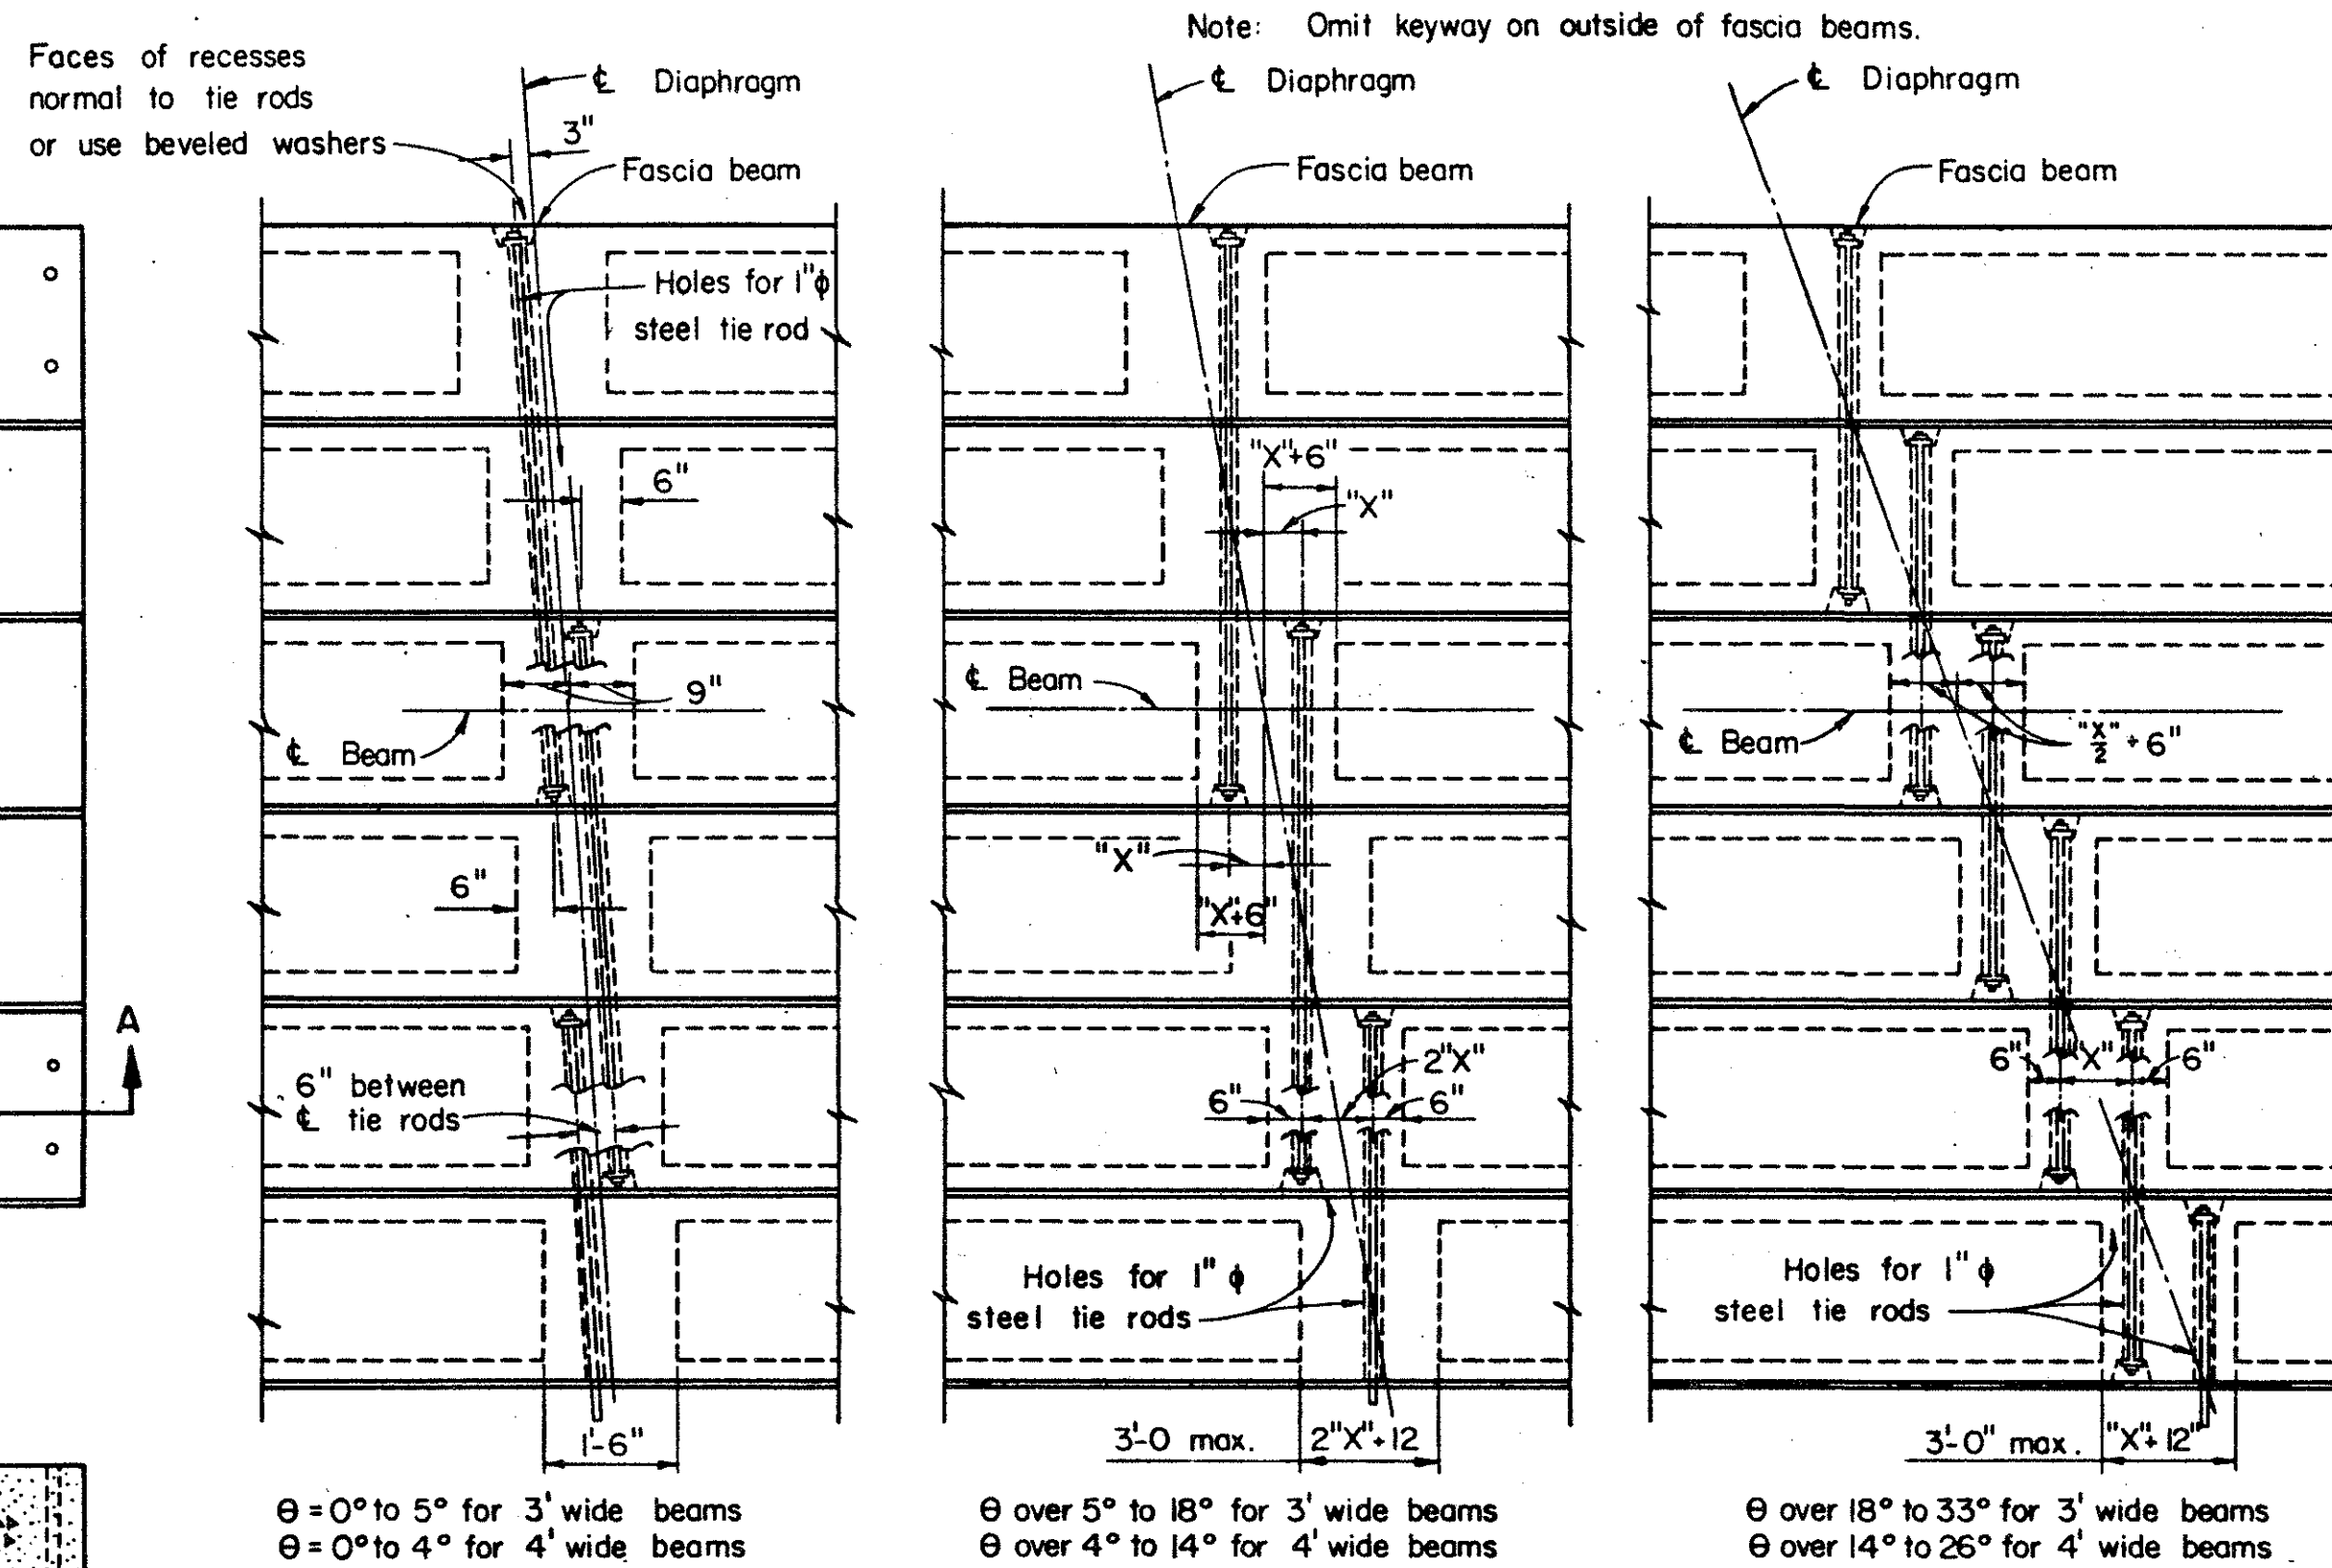 Note: Omit keyway on outside of fascia beams.
Faces of recesses
normal to tie rods
or use beveled washers
℄ Diaphragm
3"
Fascia beam
Holes for 1"ϕ
steel tie rod
6"
9"
℄ Beam
6"
6" between
℄ tie rods
1'-6"
θ = 0° to 5° for 3' wide beams
θ = 0° to 4° for 4' wide beams
A
℄ Diaphragm
Fascia beam
"X"+6"
"X"
℄ Beam
"X"
"X"+6"
2"X"
6"
6"
Holes for 1" ϕ
steel tie rods
3'-0 max.
2"X"+12
θ over 5° to 18° for 3' wide beams
θ over 4° to 14° for 4' wide beams
℄ Diaphragm
Fascia beam
℄ Beam
"X/2" + 6"
6"
"X"
6"
Holes for 1" ϕ
steel tie rods
3'-0" max.
"X"+12"
θ over 18° to 33° for 3' wide beams
θ over 14° to 26° for 4' wide beams